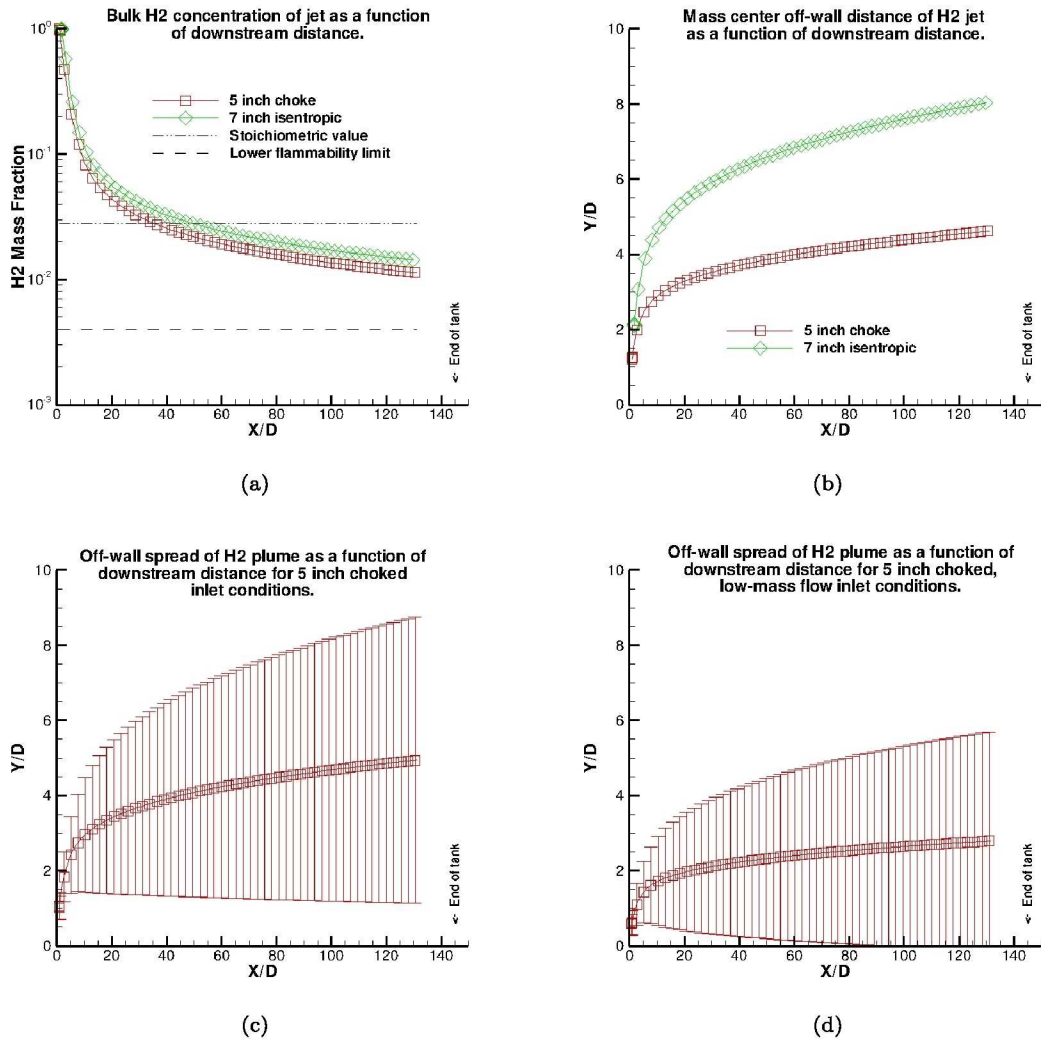 Bulk H2 concentration of jet as a function
of downstream distance.
10⁰
10⁻¹
10⁻²
10⁻³
H2 Mass Fraction
5 inch choke
7 inch isentropic
Stoichiometric value
Lower flammability limit
<- End of tank
0 20 40 60 80 100 120 140
X/D
(a)
Mass center off-wall distance of H2 jet
as a function of downstream distance.
10
8
6
4
2
0
Y/D
5 inch choke
7 inch isentropic
<- End of tank
0 20 40 60 80 100 120 140
X/D
(b)
Off-wall spread of H2 plume as a function of
downstream distance for 5 inch choked
inlet conditions.
10
8
6
4
2
0
Y/D
<- End of tank
0 20 40 60 80 100 120 140
X/D
(c)
Off-wall spread of H2 plume as a function of
downstream distance for 5 inch choked,
low-mass flow inlet conditions.
10
8
6
4
2
0
Y/D
<- End of tank
0 20 40 60 80 100 120 140
X/D
(d)